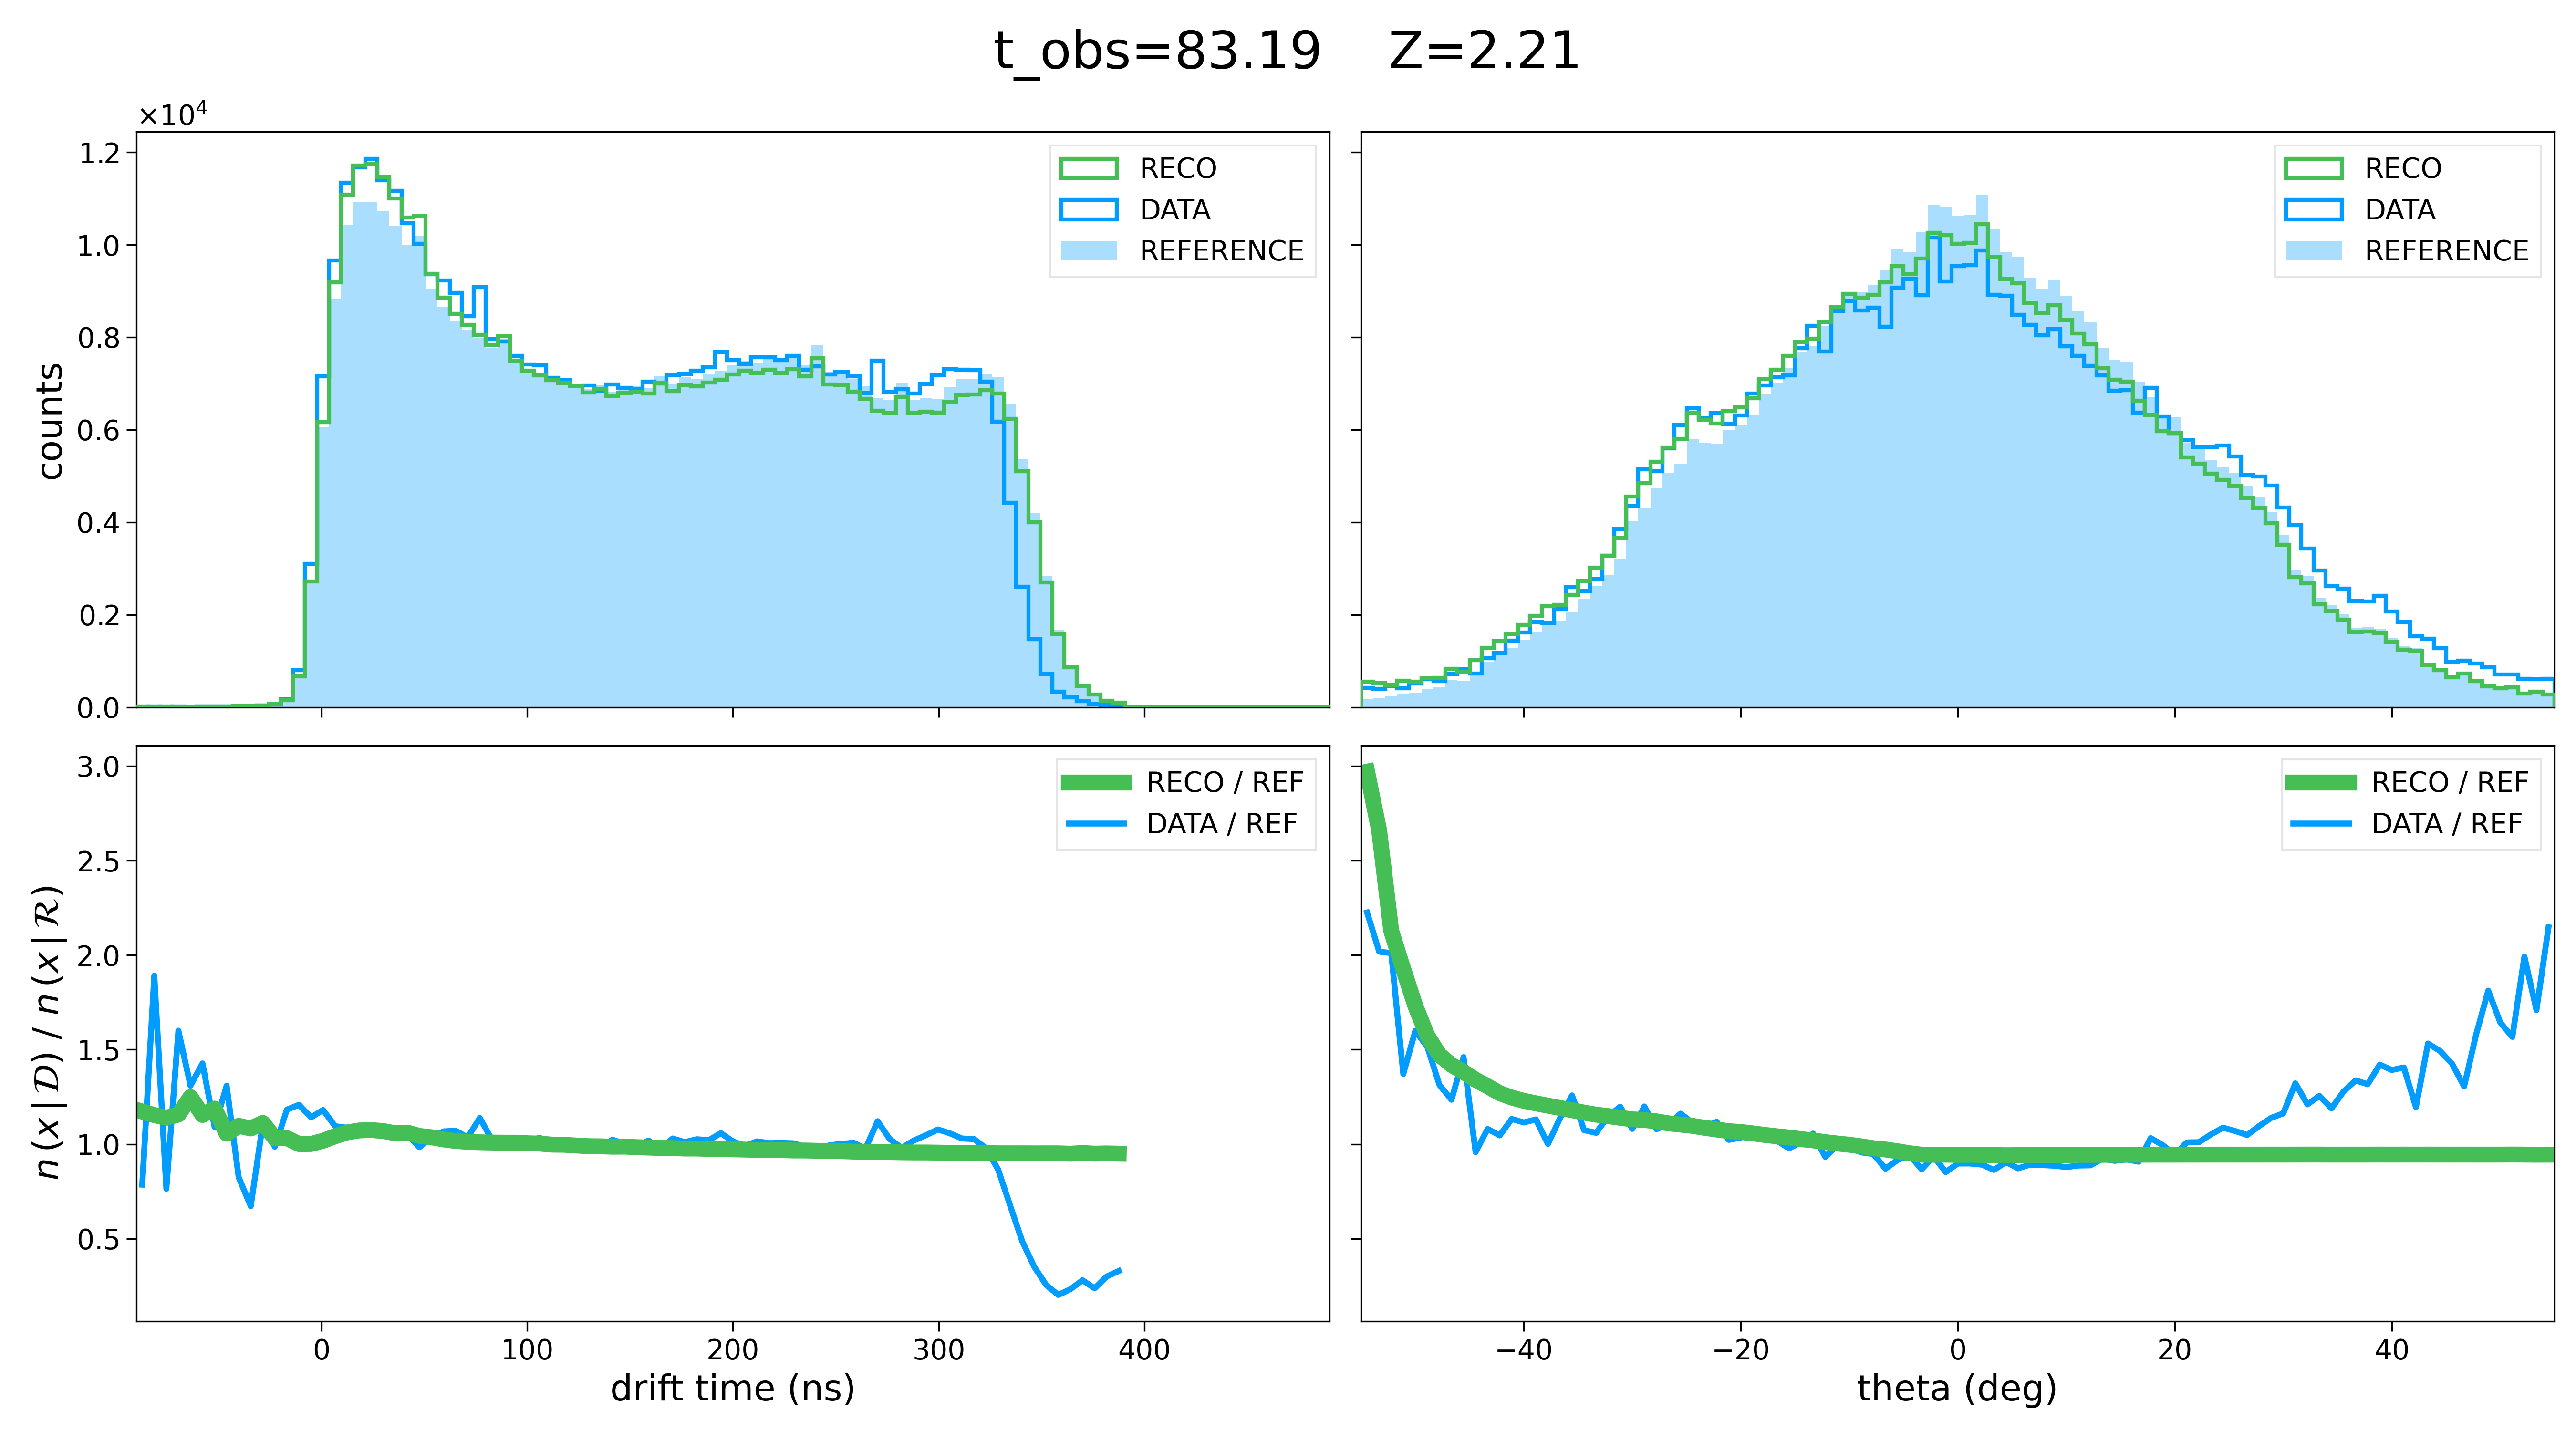 t_obs=83.19 Z=2.21
×10⁴
1.2
1.0
0.8
0.6
0.4
0.2
0.0
counts
RECO
DATA
REFERENCE
RECO
DATA
REFERENCE
3.0
2.5
2.0
1.5
1.0
0.5
n(x|𝒟) / n(x|ℛ)
RECO / REF
DATA / REF
0 100 200 300 400
drift time (ns)
RECO / REF
DATA / REF
−40 −20 0 20 40
theta (deg)